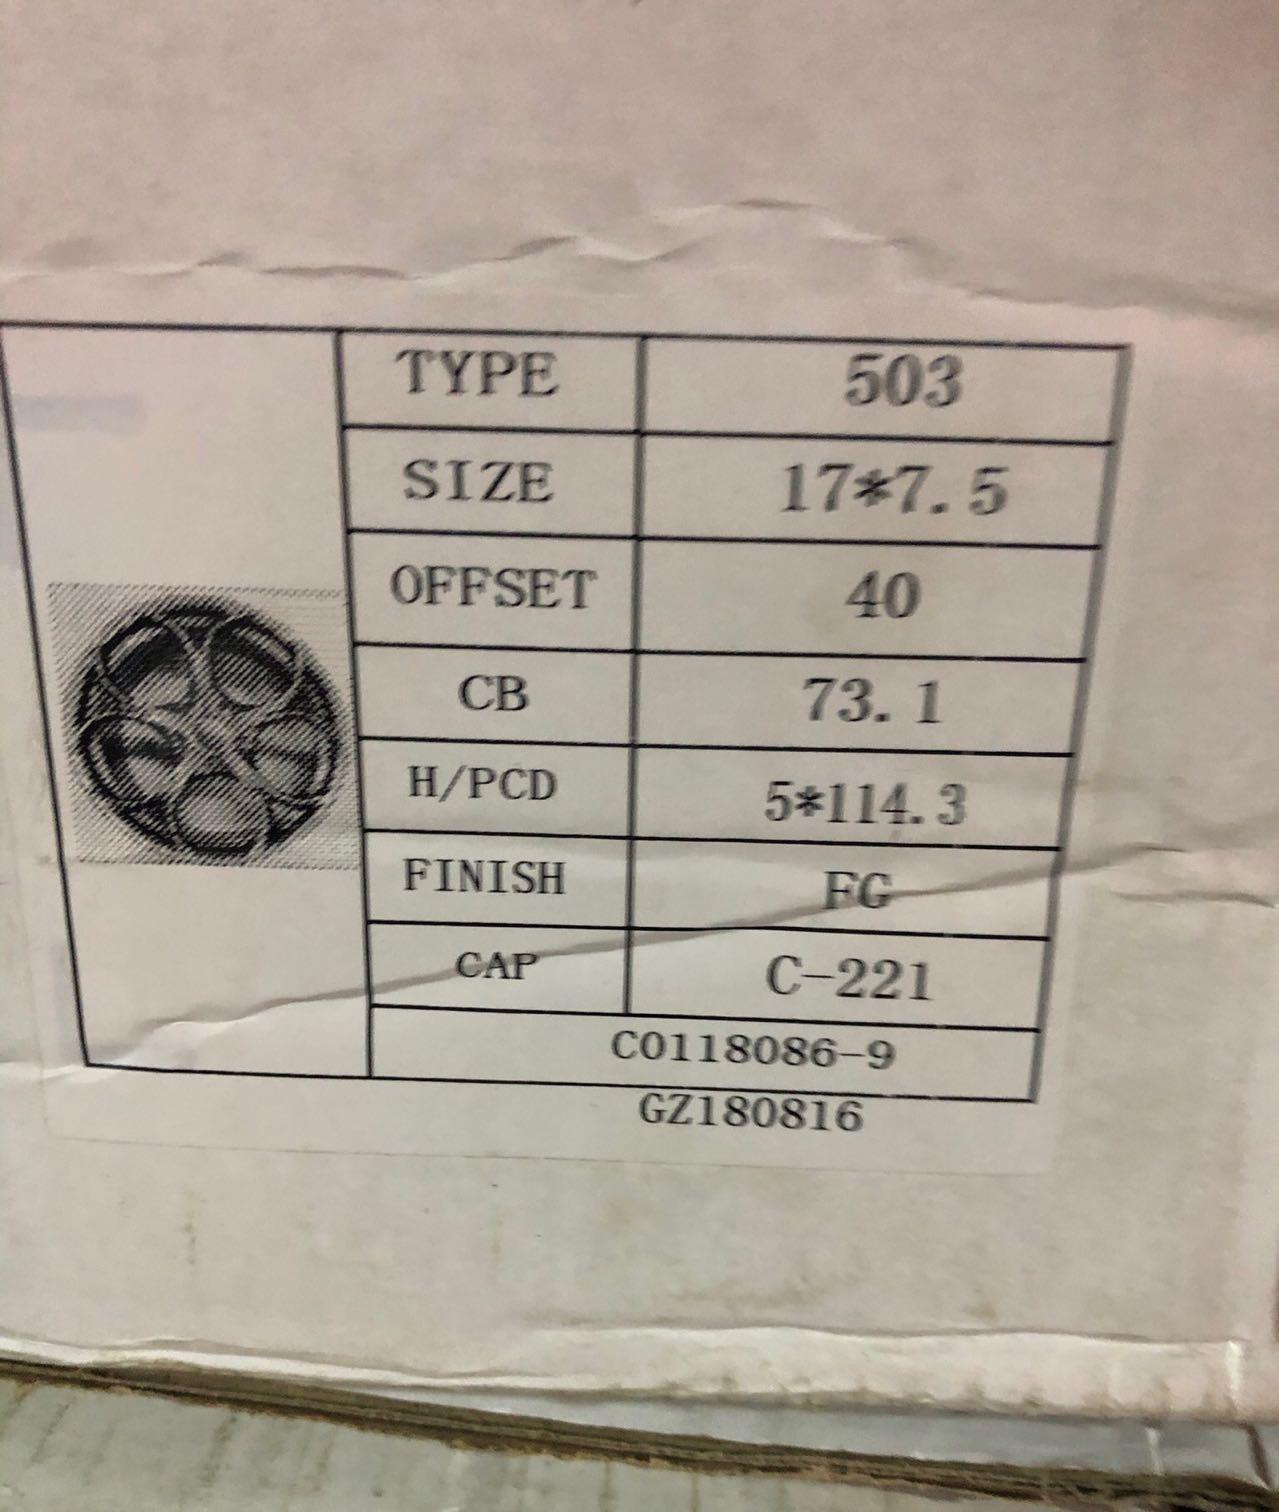 TYPE 503
SIZE 17*7.5
OFFSET 40
CB 73.1
H/PCD 5*114.3
FINISH FG
CAP C-221
CO118086-9
GZ180816